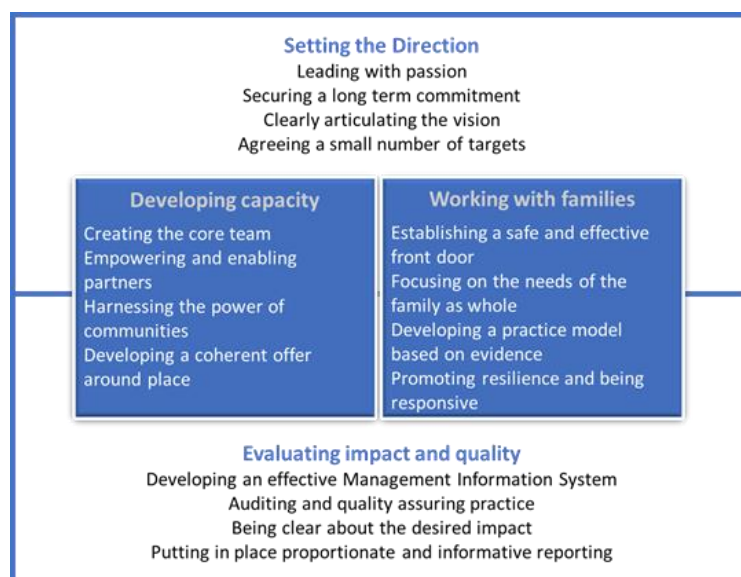 Setting the Direction
Leading with passion
Securing a long term commitment
Clearly articulating the vision
Agreeing a small number of targets
Developing capacity
Creating the core team
Empowering and enabling
partners
Harnessing the power of
communities
Developing a coherent offer
around place
Working with families
Establishing a safe and effective
front door
Focusing on the needs of the
family as whole
Developing a practice model
based on evidence
Promoting resilience and being
responsive
Evaluating impact and quality
Developing an effective Management Information System
Auditing and quality assuring practice
Being clear about the desired impact
Putting in place proportionate and informative reporting